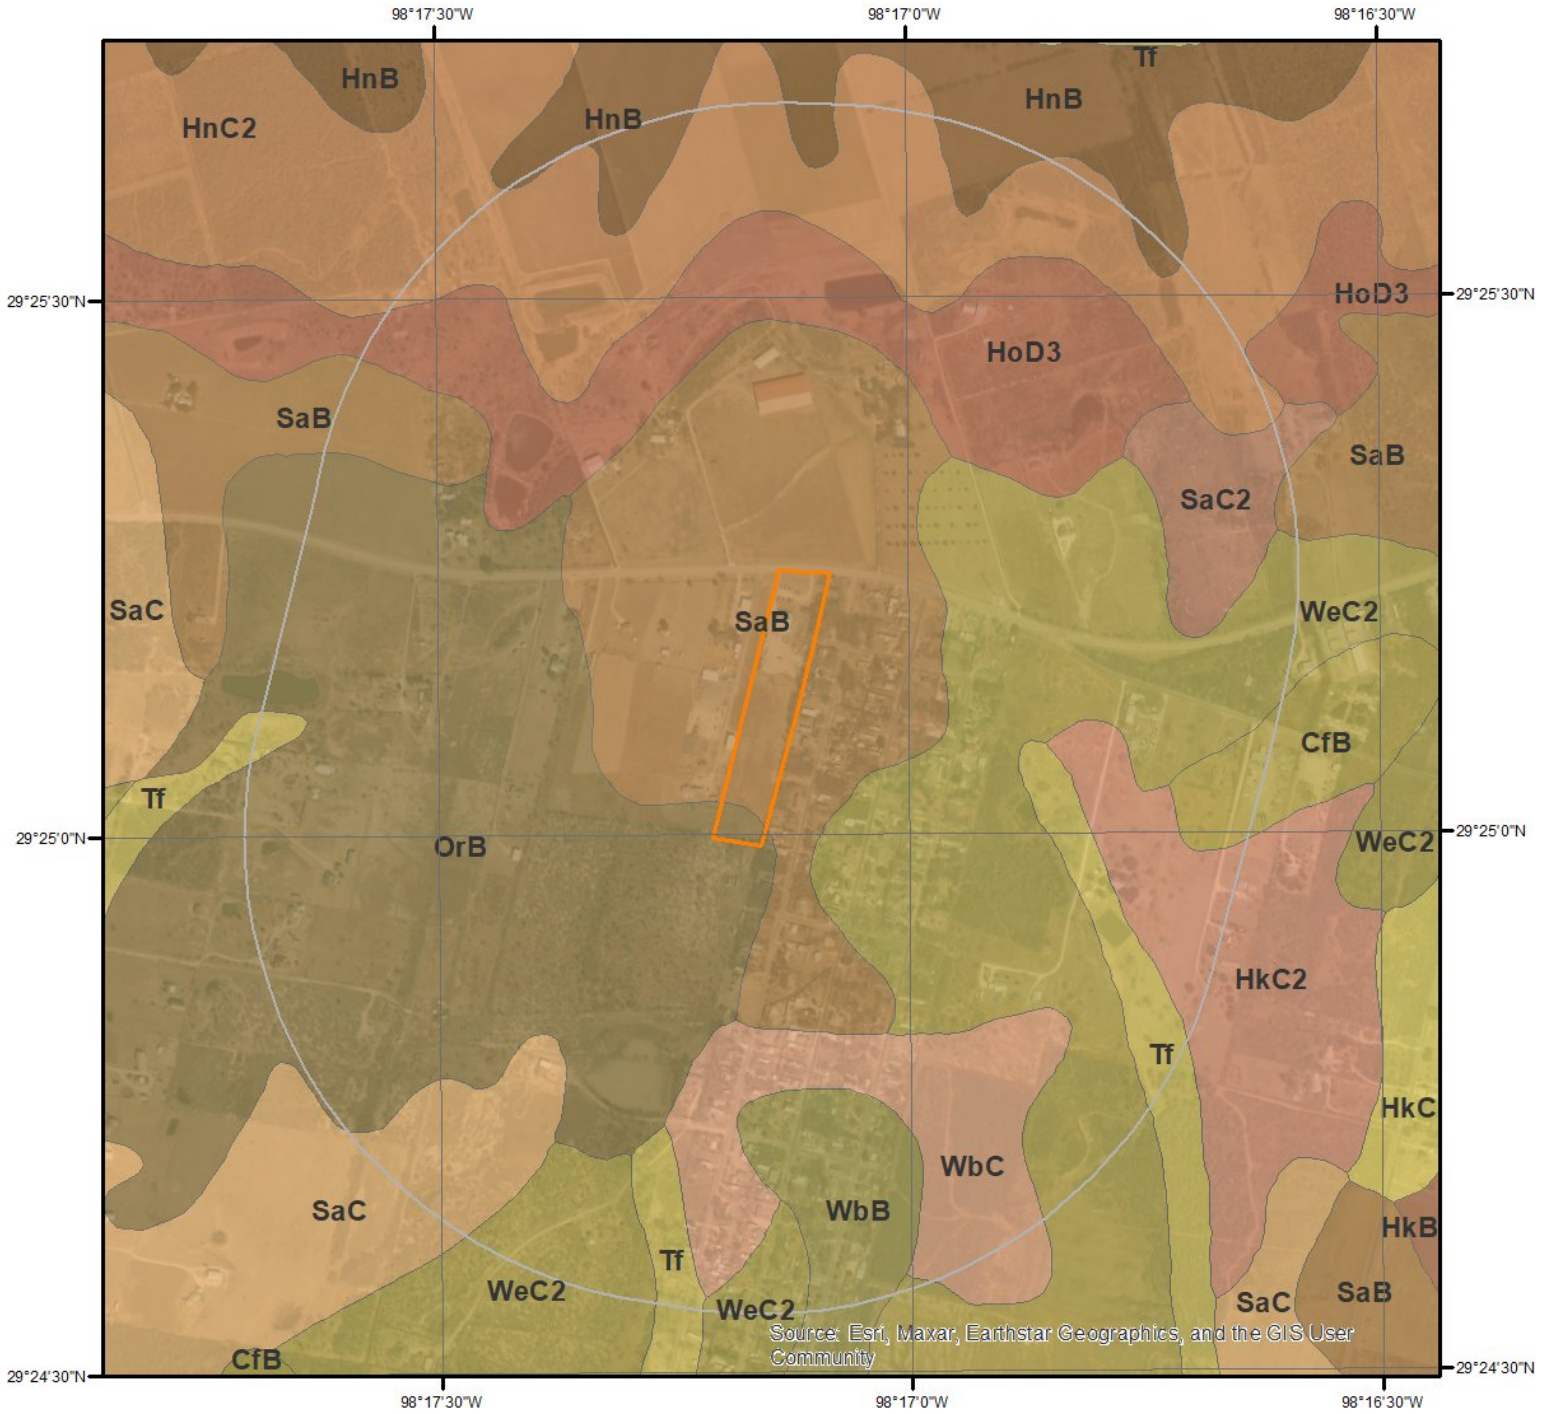 98°17'30"W 98°17'0"W 98°16'30"W
Tf
HnB
HnB
HnB
HnC2
29°25'30"N
HoD3
29°25'30"N
HoD3
SaB
SaB
SaC2
SaC
SaB
WeC2
CfB
Tf
29°25'0"N
OrB
WeC2
29°25'0"N
HkC2
Tf
HkC
WbC
SaC
WbB
HkB
Tf
WeC2
SaB
SaC
WeC2
Source: Esri, Maxar, Earthstar Geographics, and the GIS User
Community
CfB
29°24'30"N
29°24'30"N
98°17'30"W 98°17'0"W 98°16'30"W